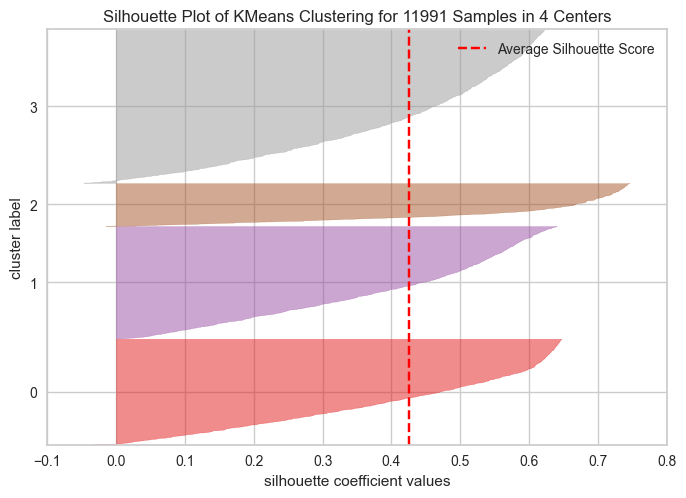 Silhouette Plot of KMeans Clustering for 11991 Samples in 4 Centers
Average Silhouette Score
3
2
1
0
cluster label
−0.1 0.0 0.1 0.2 0.3 0.4 0.5 0.6 0.7 0.8
silhouette coefficient values